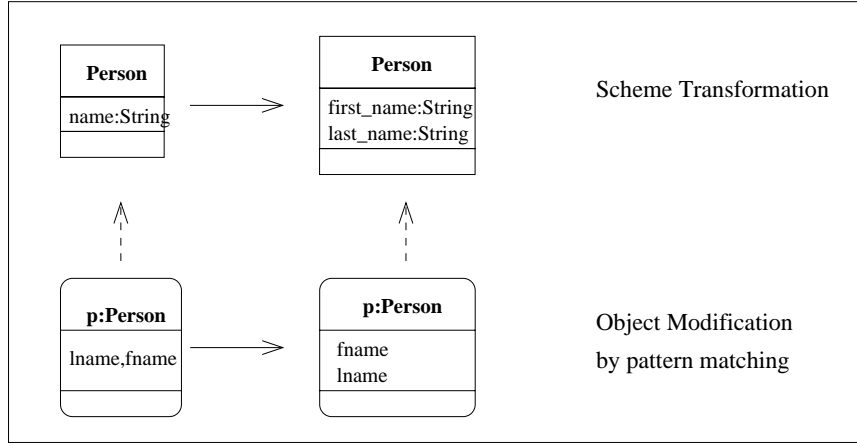 Person
name:String
Person
first_name:String
last_name:String
Scheme Transformation
p:Person
lname,fname
p:Person
fname
lname
Object Modification
by pattern matching